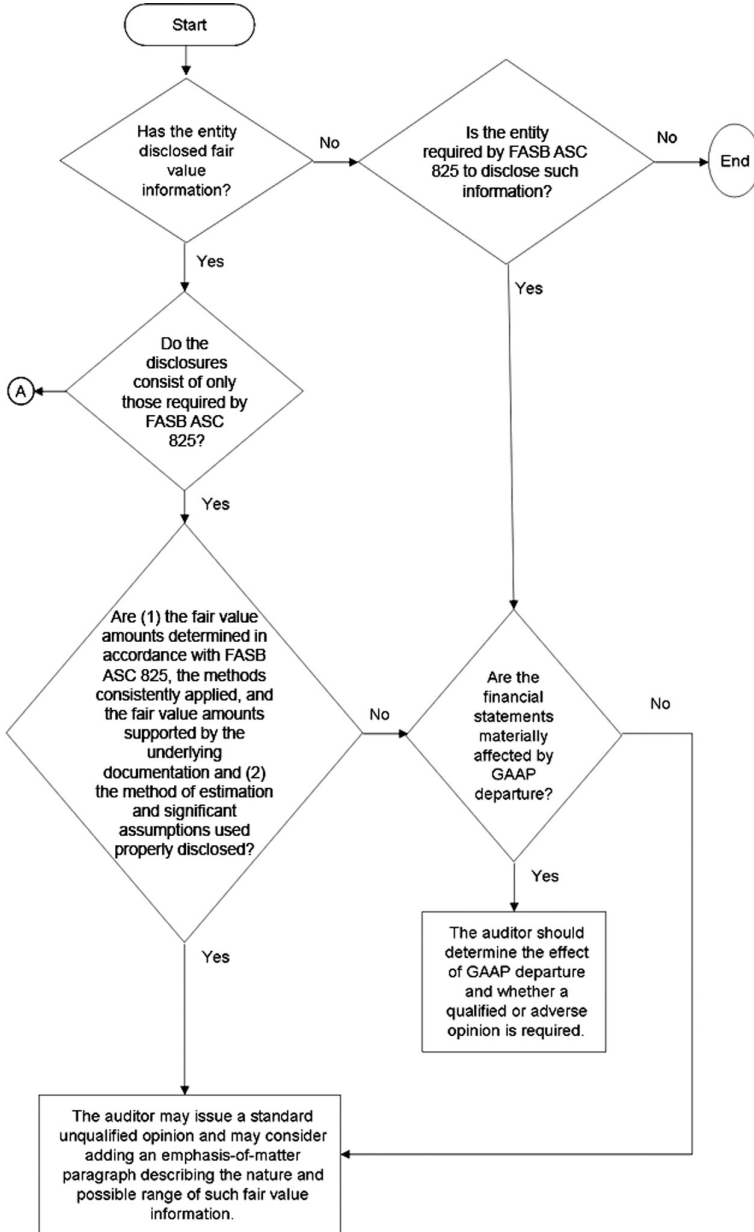 Start
Has the entity
disclosed fair
value
information?
No
Is the entity
required by FASB ASC
825 to disclose such
information?
No
End
Yes
Yes
Do the
disclosures
consist of only
those required by
FASB ASC
825?
A
Yes
Are (1) the fair value
amounts determined in
accordance with FASB
ASC 825, the methods
consistently applied, and
the fair value amounts
supported by the
underlying
documentation and (2)
the method of estimation
and significant
assumptions used
properly disclosed?
No
Are the
financial
statements
materially
affected by
GAAP
departure?
No
Yes
Yes
The auditor should
determine the effect
of GAAP departure
and whether a
qualified or adverse
opinion is required.
The auditor may issue a standard
unqualified opinion and may consider
adding an emphasis-of-matter
paragraph describing the nature and
possible range of such fair value
information.